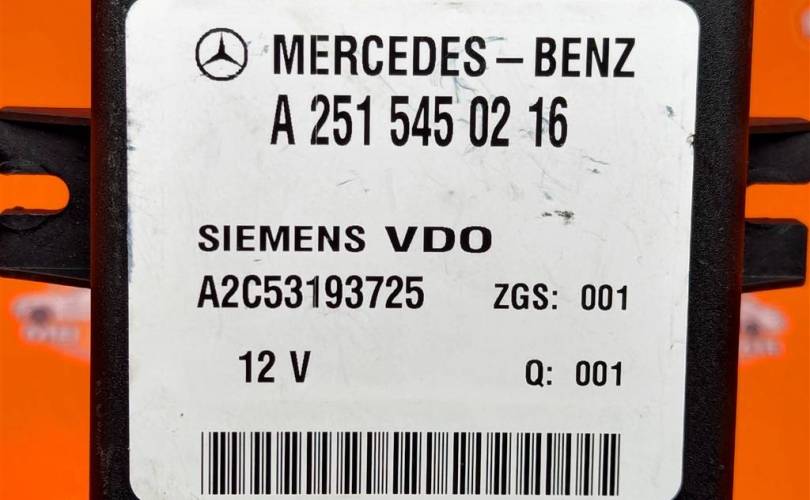 MERCEDES – BENZ
A 251 545 02 16
SIEMENS VDO
A2C53193725 ZGS: 001
12 V Q: 001